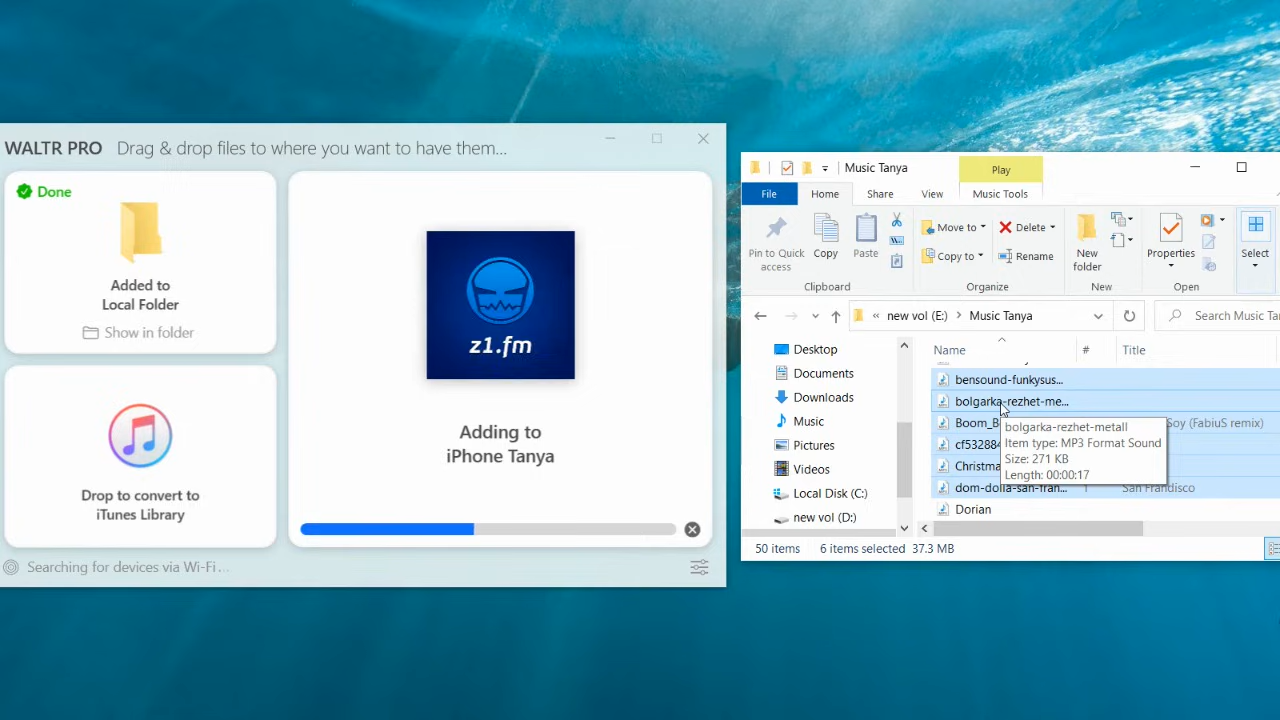 WALTR PRO Drag & drop files to where you want to have them...
Done
Added to
Local Folder
Show in folder
Drop to convert to
iTunes Library
z1.fm
Adding to
iPhone Tanya
Searching for devices via Wi-Fi...
Music Tanya
Play
File Home Share View Music Tools
Pin to Quick
access
Copy
Paste
Move to
Copy to
Delete
Rename
New
folder
Properties
Select
Clipboard Organize New Open
« new vol (E:) > Music Tanya
Search Music Ta
Name # Title
Desktop
Documents
Downloads
Music
Pictures
Videos
Local Disk (C:)
new vol (D:)
bensound-funkysus...
bolgarka-rezhet-me...
Boom_B
Soy (FabiuS remix)
cf53288
Christma
dom-dolla-san-fran... 1 San Frandisco
Dorian
bolgarka-rezhet-metall
Item type: MP3 Format Sound
Size: 271 KB
Length: 00:00:17
50 items 6 items selected 37.3 MB